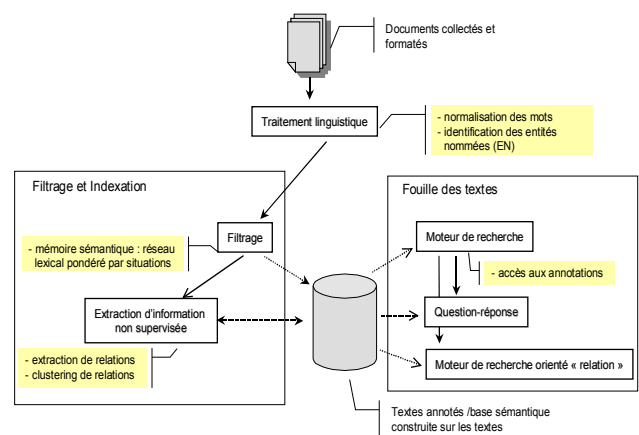 Documents collectés et
formatés
Traitement linguistique
- normalisation des mots
- identification des entités
nommées (EN)
Filtrage et Indexation
Filtrage
- mémoire sémantique : réseau
lexical pondéré par situations
Extraction d'information
non supervisée
- extraction de relations
- clustering de relations
Fouille des textes
Moteur de recherche
- accès aux annotations
Question-réponse
Moteur de recherche orienté « relation »
Textes annotés /base sémantique
construite sur les textes